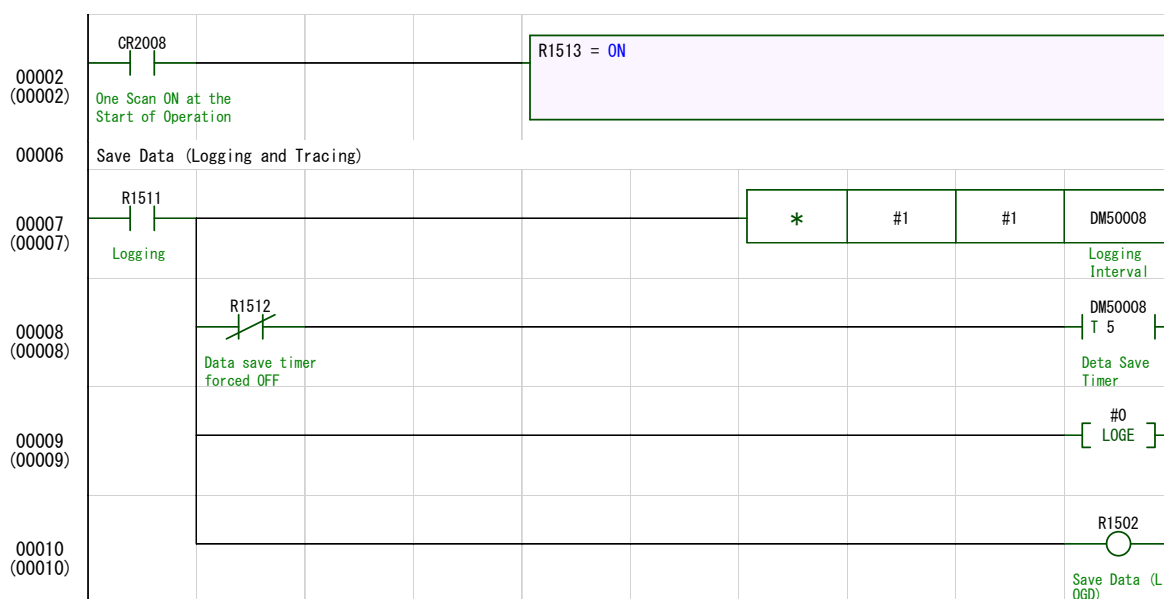 CR2008
R1513 = ON
00002
(00002)
One Scan ON at the
Start of Operation
00006
Save Data (Logging and Tracing)
R1511
00007
(00007)
*
#1
#1
DM50008
Logging
Logging
Interval
R1512
DM50008
00008
(00008)
T 5
Data save timer
forced OFF
Deta Save
Timer
#0
00009
(00009)
LOGE
R1502
00010
(00010)
Save Data (L
OGD)